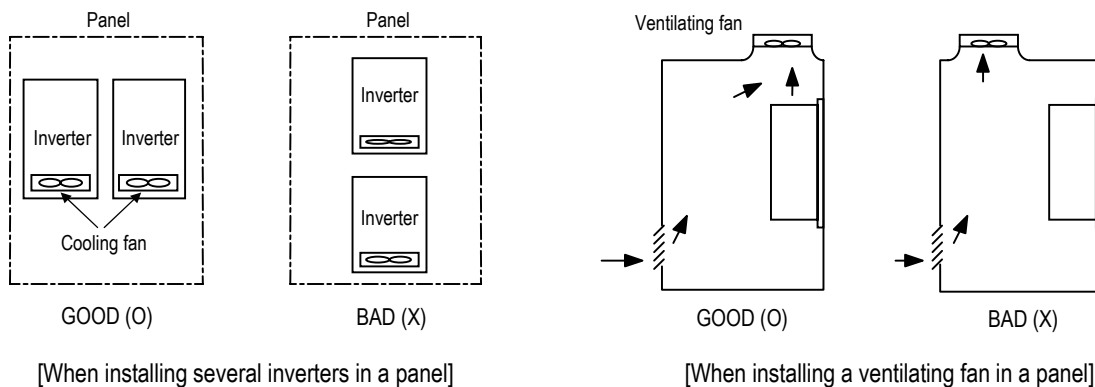 Panel
Inverter
Inverter
Cooling fan
GOOD (O)
Panel
Inverter
Inverter
BAD (X)
[When installing several inverters in a panel]
Ventilating fan
GOOD (O)
BAD (X)
[When installing a ventilating fan in a panel]